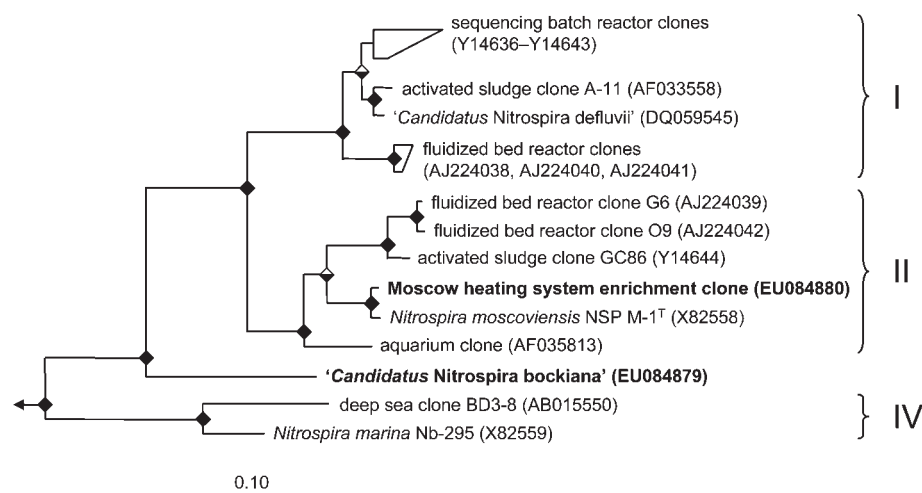 sequencing batch reactor clones
(Y14636–Y14643)
activated sludge clone A-11 (AF033558)
‘Candidatus Nitrospira defluvii’ (DQ059545)
fluidized bed reactor clones
(AJ224038, AJ224040, AJ224041)
I
fluidized bed reactor clone G6 (AJ224039)
fluidized bed reactor clone O9 (AJ224042)
activated sludge clone GC86 (Y14644)
Moscow heating system enrichment clone (EU084880)
Nitrospira moscoviensis NSP M-1ᵀ (X82558)
aquarium clone (AF035813)
II
‘Candidatus Nitrospira bockiana’ (EU084879)
deep sea clone BD3-8 (AB015550)
Nitrospira marina Nb-295 (X82559)
IV
0.10